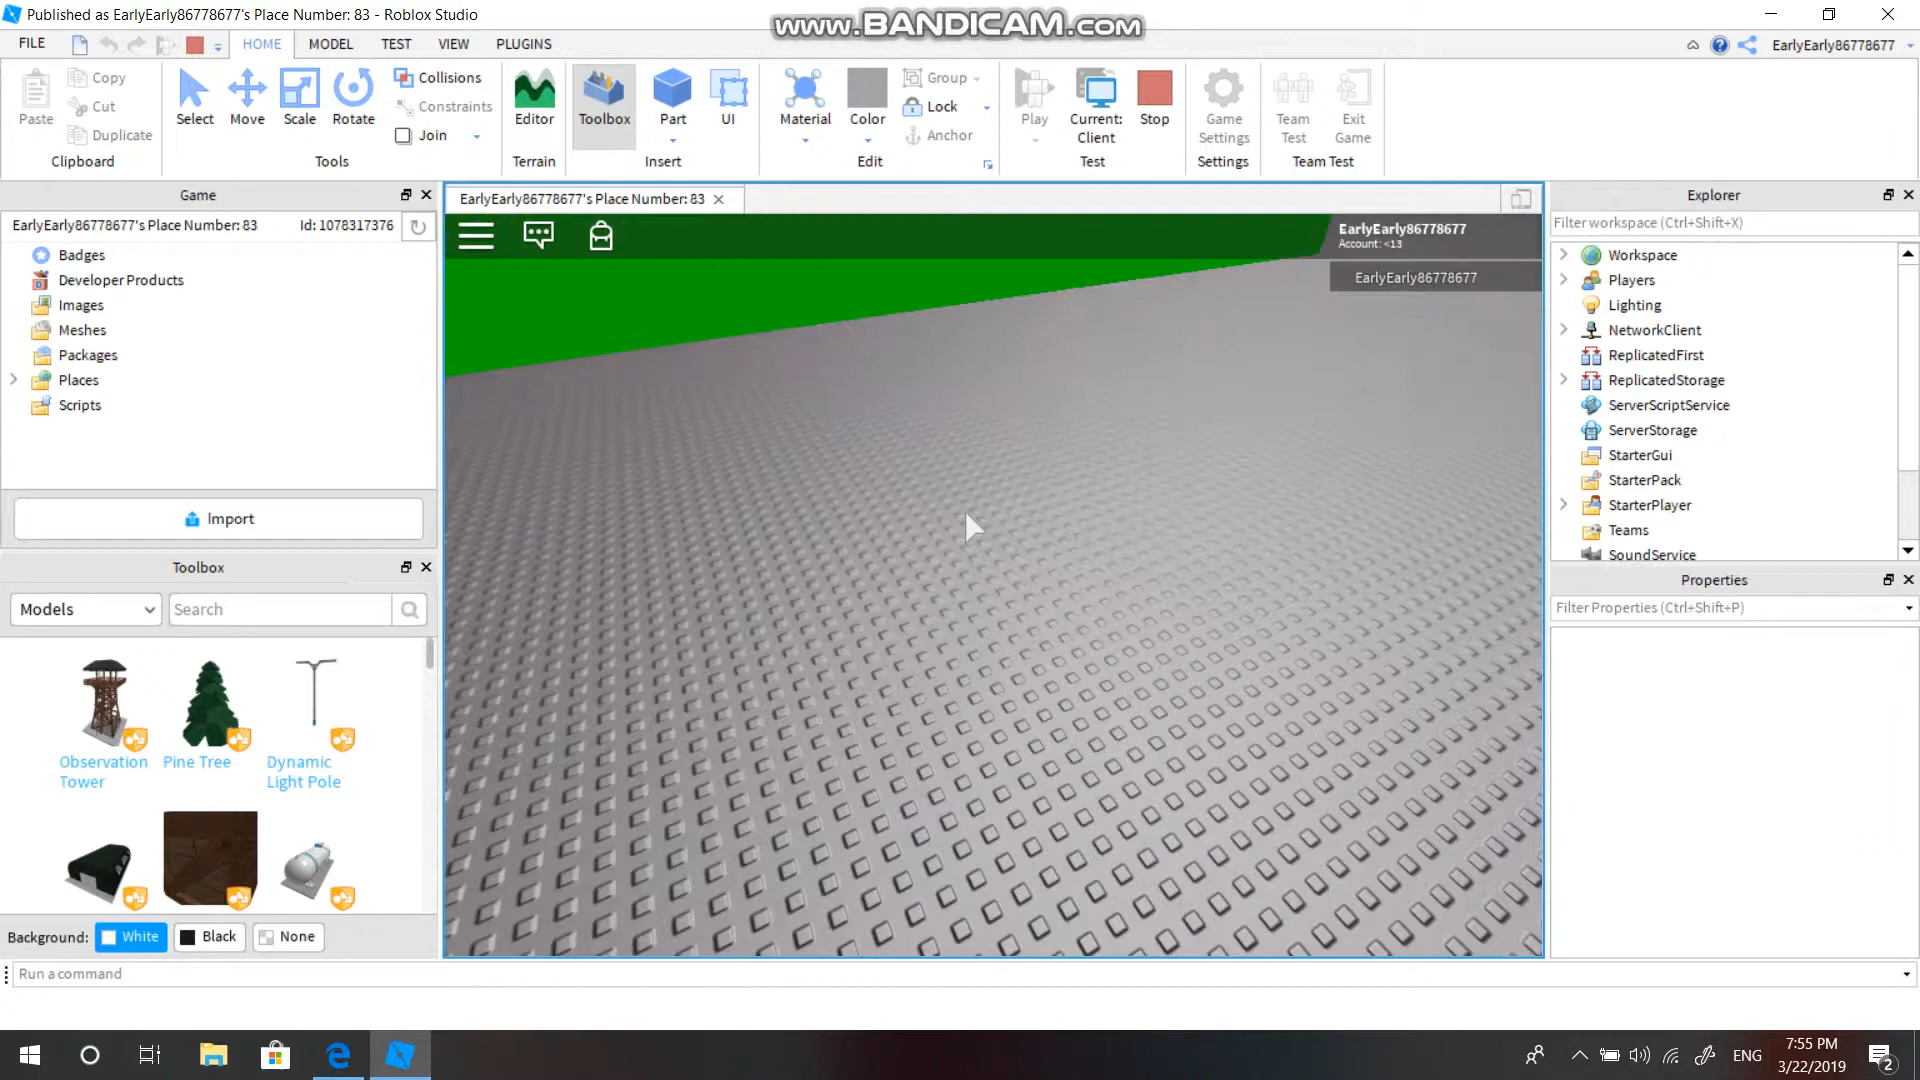 Published as EarlyEarly86778677's Place Number: 83 - Roblox Studio
www.BANDICAM.com
FILE
HOME
MODEL
TEST
VIEW
PLUGINS
EarlyEarly86778677
Paste
Copy
Cut
Duplicate
Clipboard
Select
Move
Scale
Rotate
Collisions
Constraints
Join
Tools
Editor
Terrain
Toolbox
Part
UI
Insert
Material
Color
Group
Lock
Anchor
Edit
Play
Current:
Client
Stop
Test
Game
Settings
Settings
Team
Test
Exit
Game
Team Test
Game
EarlyEarly86778677's Place Number: 83
Id: 1078317376
Badges
Developer Products
Images
Meshes
Packages
Places
Scripts
Import
Toolbox
Models
Search
Observation
Tower
Pine Tree
Dynamic
Light Pole
Background:
White
Black
None
EarlyEarly86778677's Place Number: 83
EarlyEarly86778677
Account: <13
EarlyEarly86778677
Explorer
Filter workspace (Ctrl+Shift+X)
Workspace
Players
Lighting
NetworkClient
ReplicatedFirst
ReplicatedStorage
ServerScriptService
ServerStorage
StarterGui
StarterPack
StarterPlayer
Teams
SoundService
Properties
Filter Properties (Ctrl+Shift+P)
Run a command
ENG
7:55 PM
3/22/2019
2